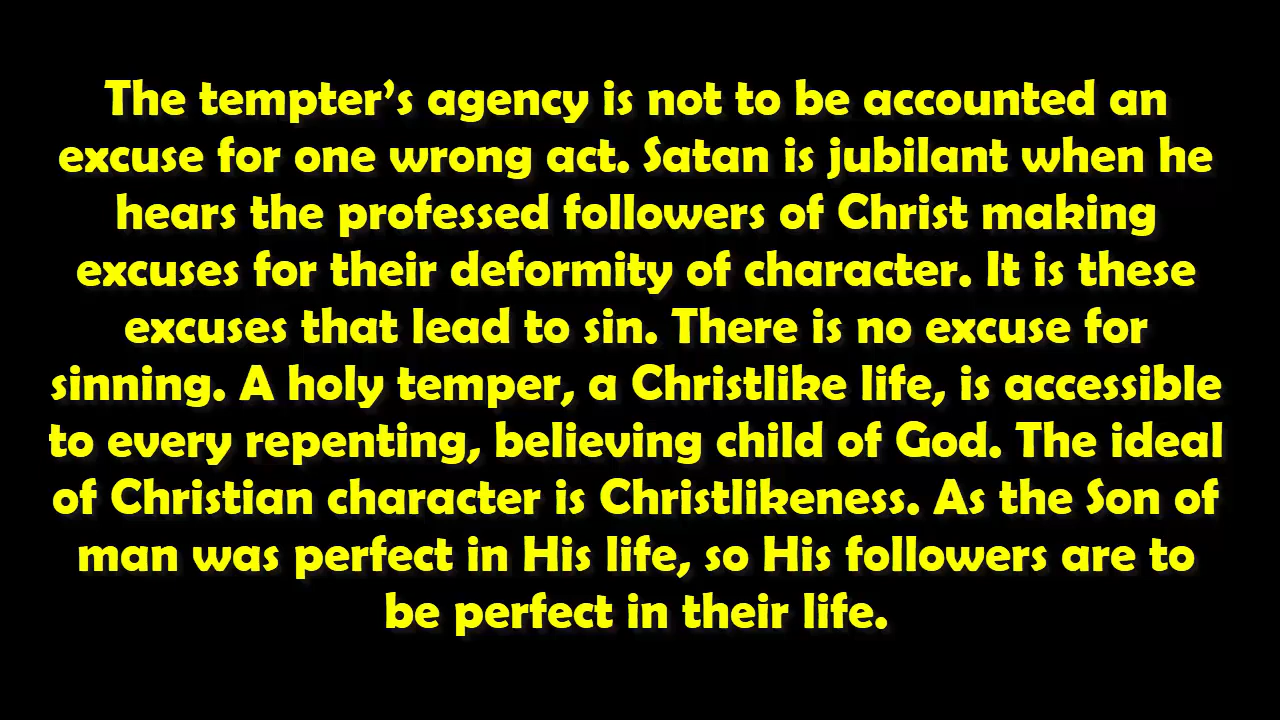 The tempter’s agency is not to be accounted an
excuse for one wrong act. Satan is jubilant when he
hears the professed followers of Christ making
excuses for their deformity of character. It is these
excuses that lead to sin. There is no excuse for
sinning. A holy temper, a Christlike life, is accessible
to every repenting, believing child of God. The ideal
of Christian character is Christlikeness. As the Son of
man was perfect in His life, so His followers are to
be perfect in their life.